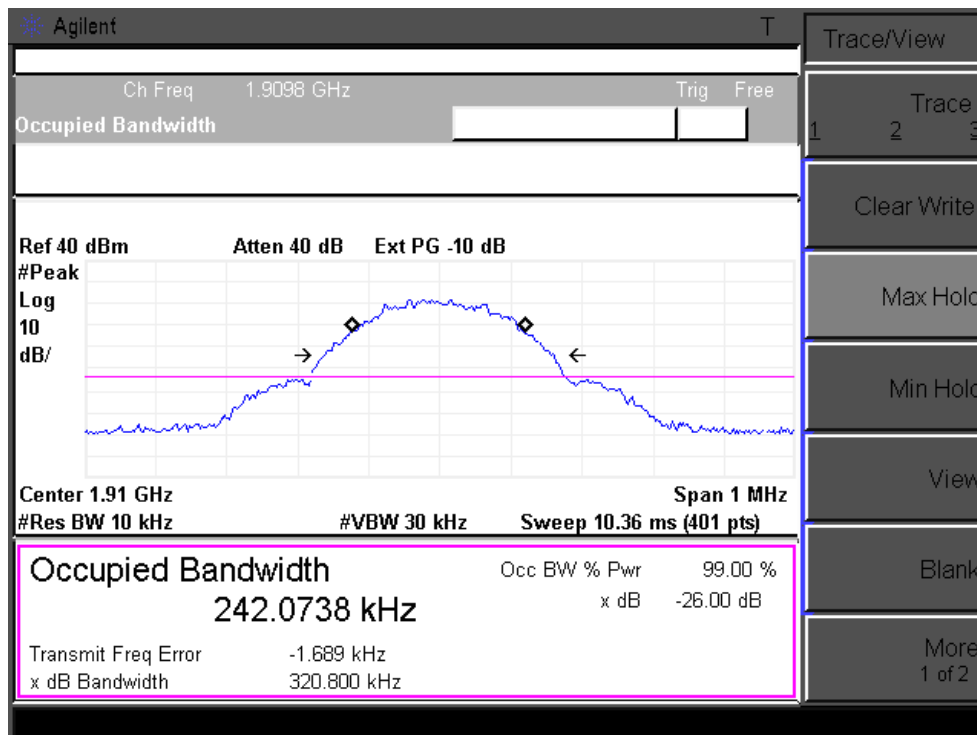 Agilent T
Trace/View
Ch Freq 1.9098 GHz Trig Free
Occupied Bandwidth
Trace
1 2 3
Clear Write
Ref 40 dBm Atten 40 dB Ext PG -10 dB
#Peak
Log
10
dB/
Max Hold
Min Hold
View
Center 1.91 GHz Span 1 MHz
#Res BW 10 kHz #VBW 30 kHz Sweep 10.36 ms (401 pts)
Occupied Bandwidth
242.0738 kHz
Occ BW % Pwr 99.00 %
x dB -26.00 dB
Transmit Freq Error -1.689 kHz
x dB Bandwidth 320.800 kHz
Blank
More
1 of 2